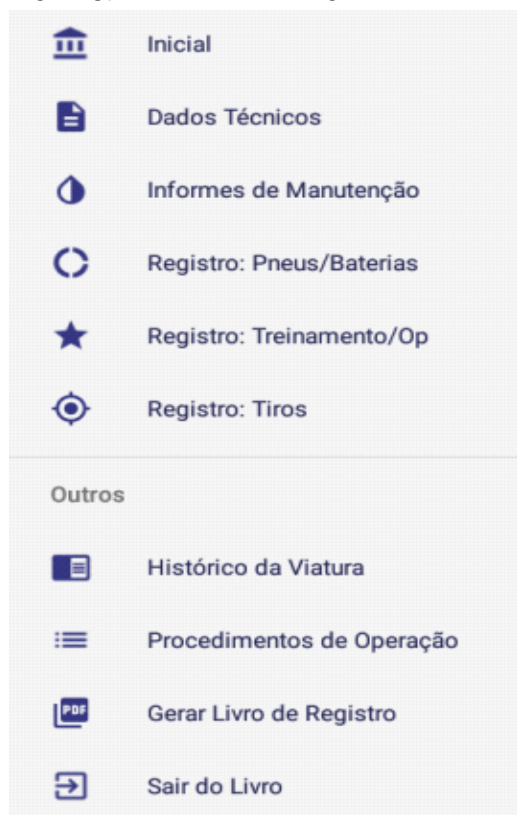 Inicial
Dados Técnicos
Informes de Manutenção
Registro: Pneus/Baterias
Registro: Treinamento/Op
Registro: Tiros
Outros
Histórico da Viatura
Procedimentos de Operação
PDF Gerar Livro de Registro
Sair do Livro